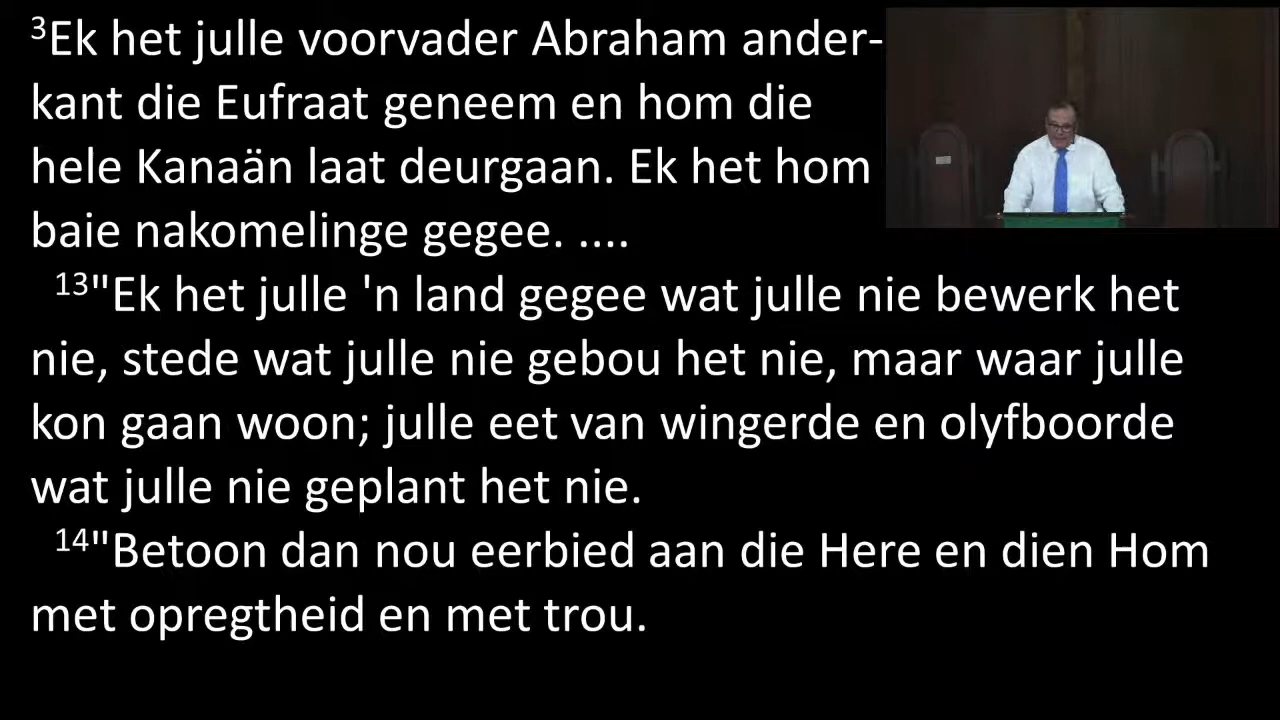 ³Ek het julle voorvader Abraham ander-
kant die Eufraat geneem en hom die
hele Kanaän laat deurgaan. Ek het hom
baie nakomelinge gegee. ....
¹³"Ek het julle 'n land gegee wat julle nie bewerk het
nie, stede wat julle nie gebou het nie, maar waar julle
kon gaan woon; julle eet van wingerde en olyfboorde
wat julle nie geplant het nie.
¹⁴"Betoon dan nou eerbied aan die Here en dien Hom
met opregtheid en met trou.